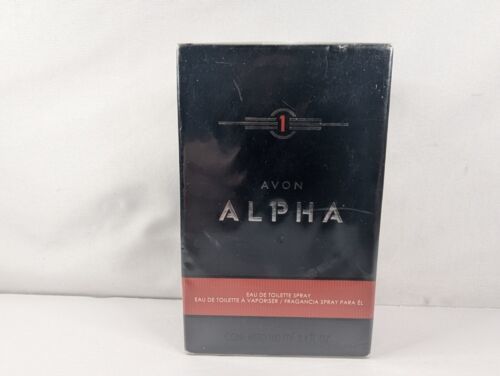 1
AVON
ALPHA
EAU DE TOILETTE SPRAY
EAU DE TOILETTE À VAPORISER / FRAGANCIA SPRAY PARA ÉL